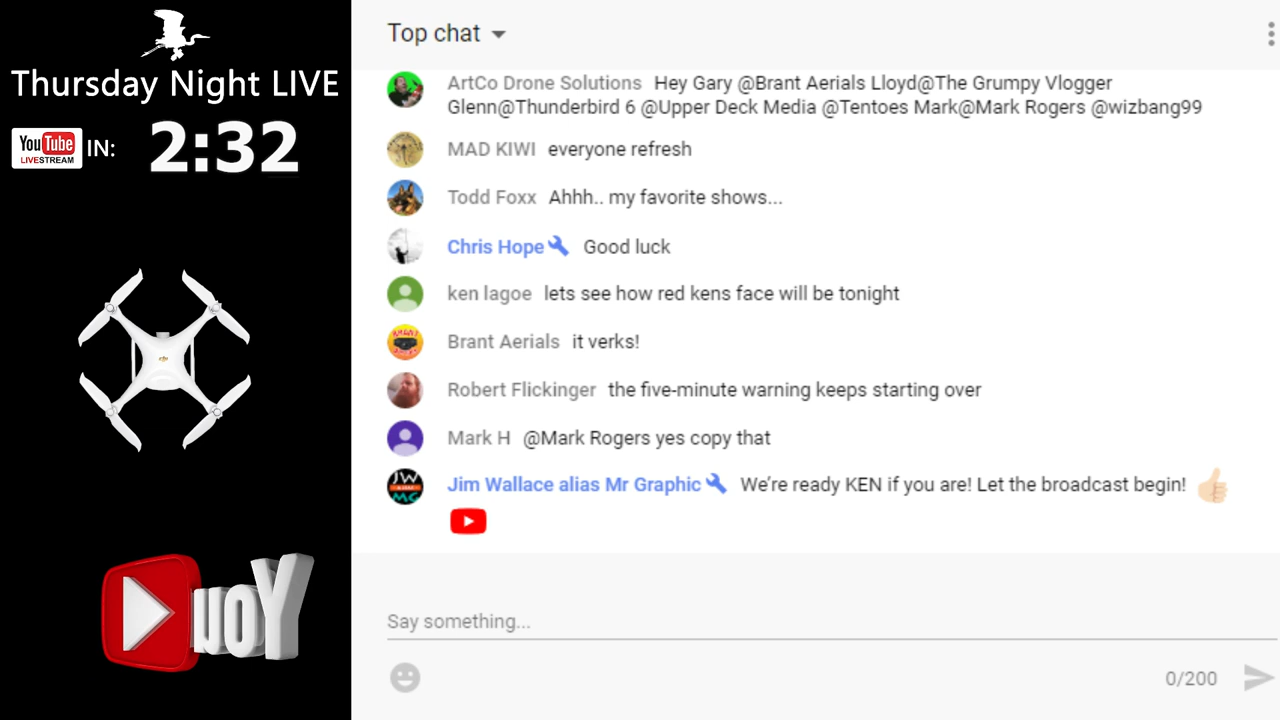 Thursday Night LIVE
YouTube
LIVESTREAM
IN:
2:32
You
Top chat
ArtCo Drone Solutions Hey Gary @Brant Aerials Lloyd@The Grumpy Vlogger
Glenn@Thunderbird 6 @Upper Deck Media @Tentoes Mark@Mark Rogers @wizbang99
MAD KIWI everyone refresh
Todd Foxx Ahhh.. my favorite shows...
Chris Hope Good luck
ken lagoe lets see how red kens face will be tonight
Brant Aerials it verks!
Robert Flickinger the five-minute warning keeps starting over
Mark H @Mark Rogers yes copy that
JW
MG
Jim Wallace alias Mr Graphic We’re ready KEN if you are! Let the broadcast begin!
Say something...
0/200